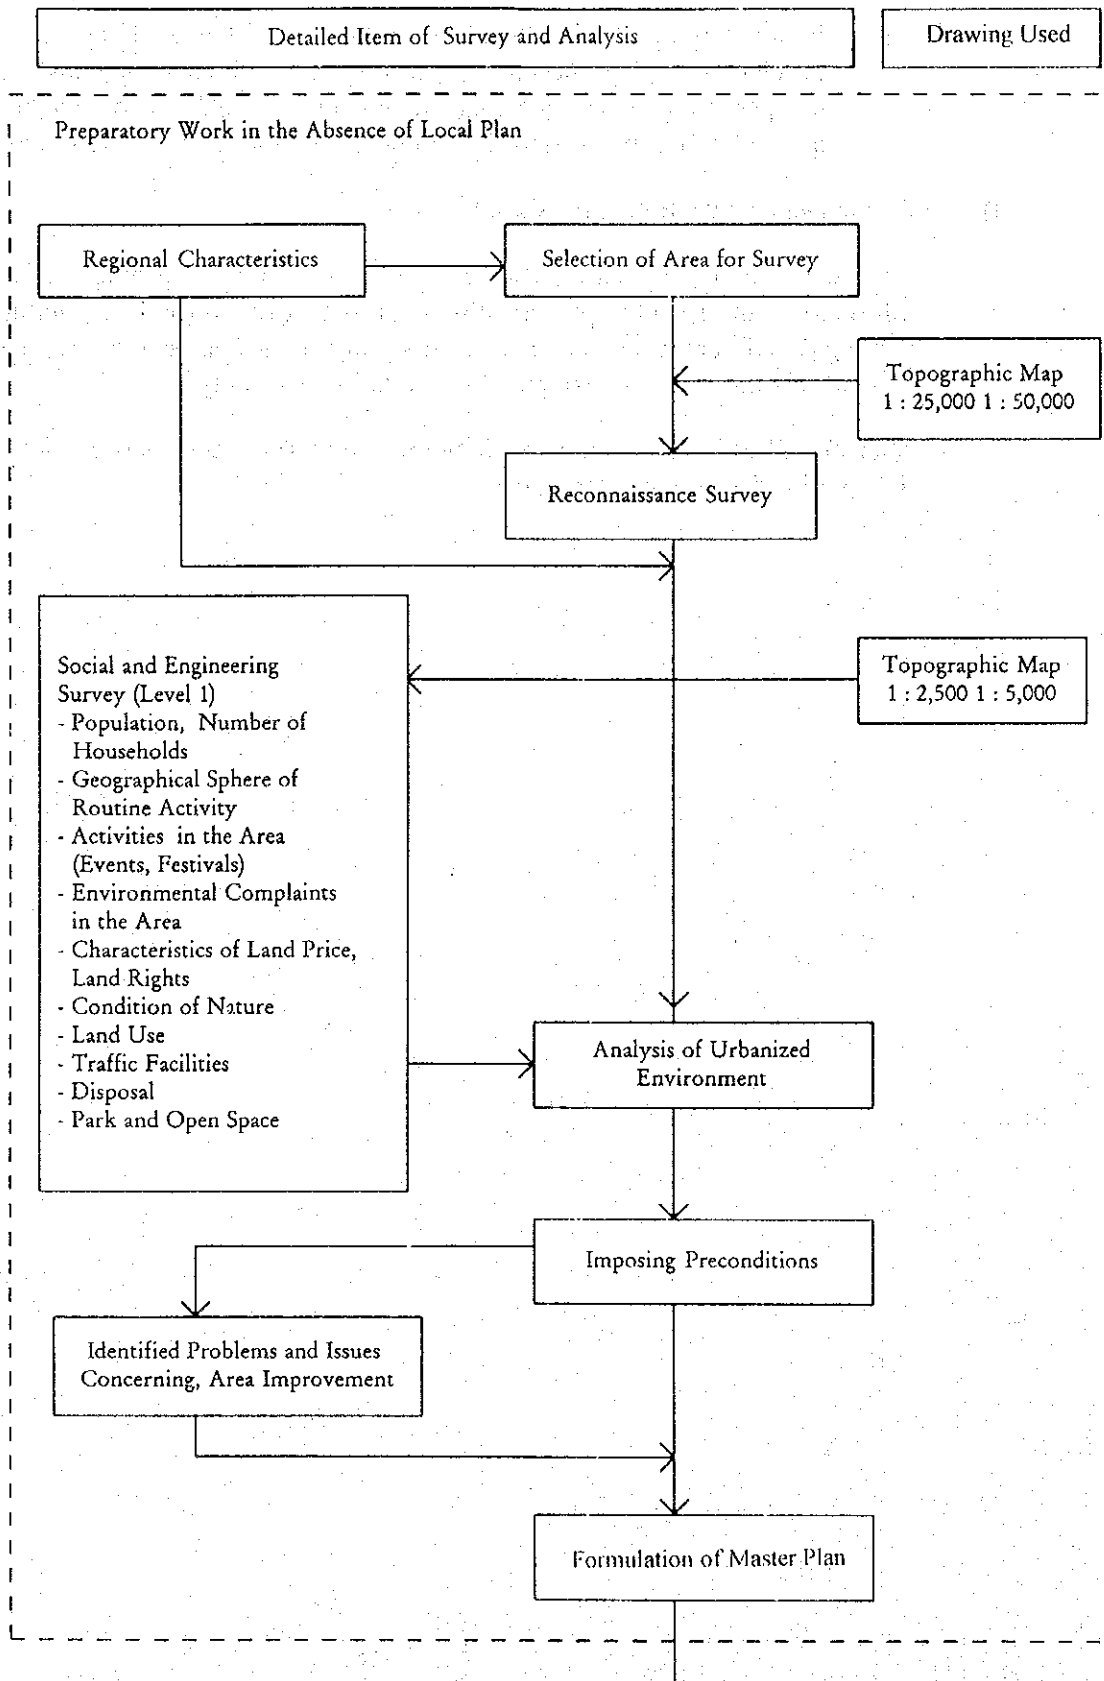 Detailed Item of Survey and Analysis
Drawing Used
Preparatory Work in the Absence of Local Plan
Regional Characteristics
Selection of Area for Survey
Topographic Map
1 : 25,000 1 : 50,000
Reconnaissance Survey
Social and Engineering
Survey (Level 1)
- Population, Number of
Households
- Geographical Sphere of
Routine Activity
- Activities in the Area
(Events, Festivals)
- Environmental Complaints
in the Area
- Characteristics of Land Price,
Land Rights
- Condition of Nature
- Land Use
- Traffic Facilities
- Disposal
- Park and Open Space
Topographic Map
1 : 2,500 1 : 5,000
Analysis of Urbanized
Environment
Imposing Preconditions
Identified Problems and Issues
Concerning, Area Improvement
Formulation of Master Plan